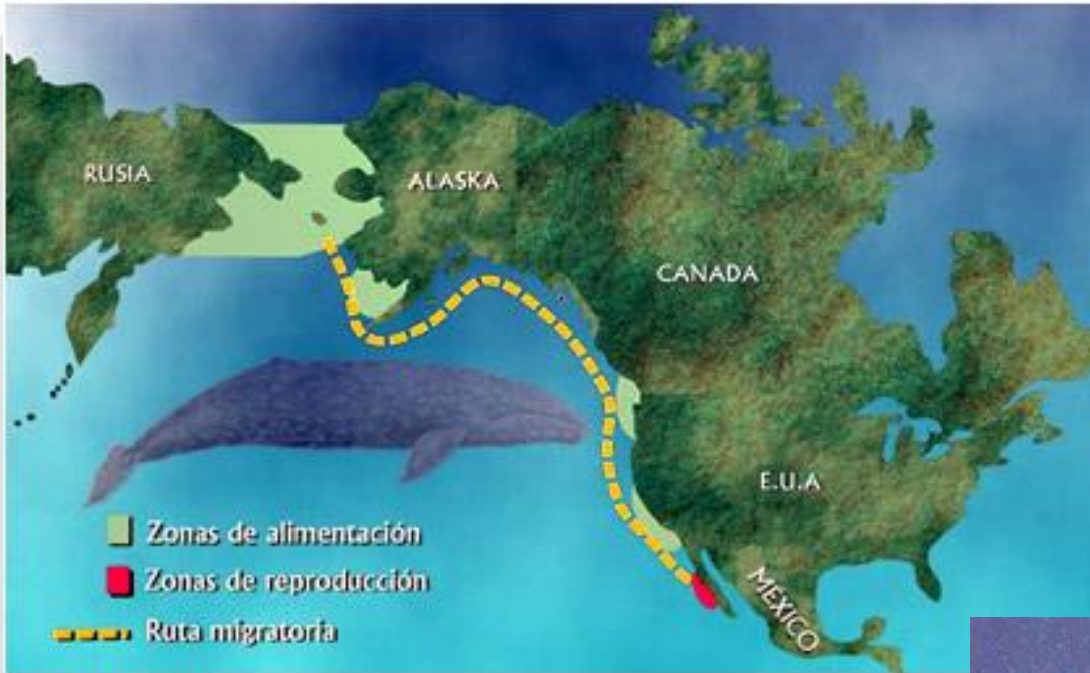 RUSIA
ALASKA
CANADA
E.U.A
MEXICO
Zonas de alimentación
Zonas de reproducción
Ruta migratoria